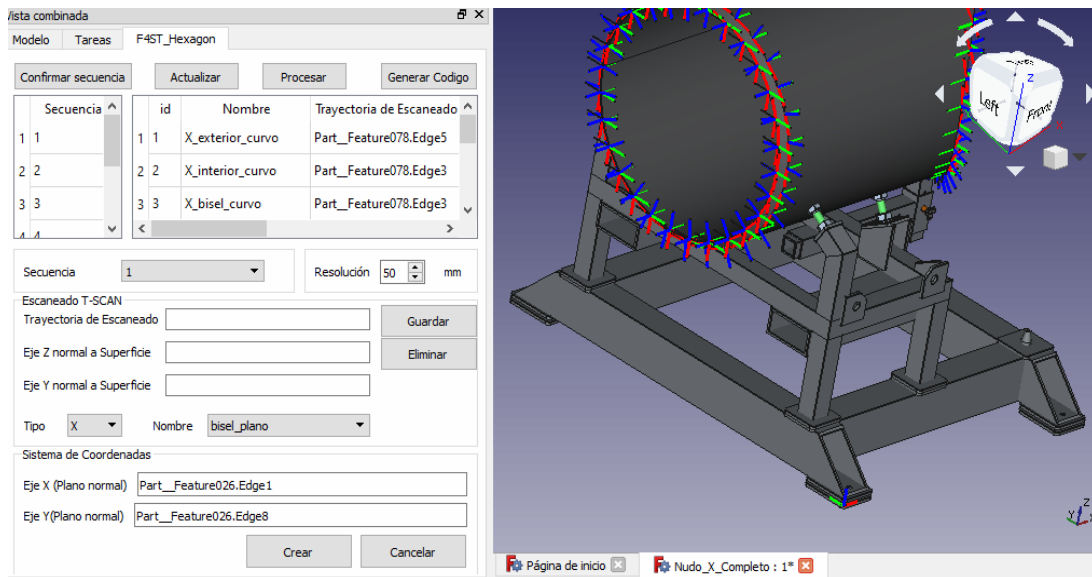 Vista combinada
Modelo Tareas F4ST_Hexagon
Confirmar secuencia Actualizar Procesar Generar Codigo
Secuencia id Nombre Trayectoria de Escaneado
1 1 1 1 X_exterior_curvo Part__Feature078.Edge5
2 2 2 2 X_interior_curvo Part__Feature078.Edge3
3 3 3 3 X_bisel_curvo Part__Feature078.Edge3
4 4
Secuencia 1 Resolución 50 mm
Escaneado T-SCAN
Trayectoria de Escaneado Guardar
Eje Z normal a Superficie Eliminar
Eje Y normal a Superficie
Tipo X Nombre bisel_plano
Sistema de Coordenadas
Eje X (Plano normal) Part__Feature026.Edge1
Eje Y(Plano normal) Part__Feature026.Edge8
Crear Cancelar
Left Front
Z
Z
Y
Página de inicio Nudo_X_Completo : 1*